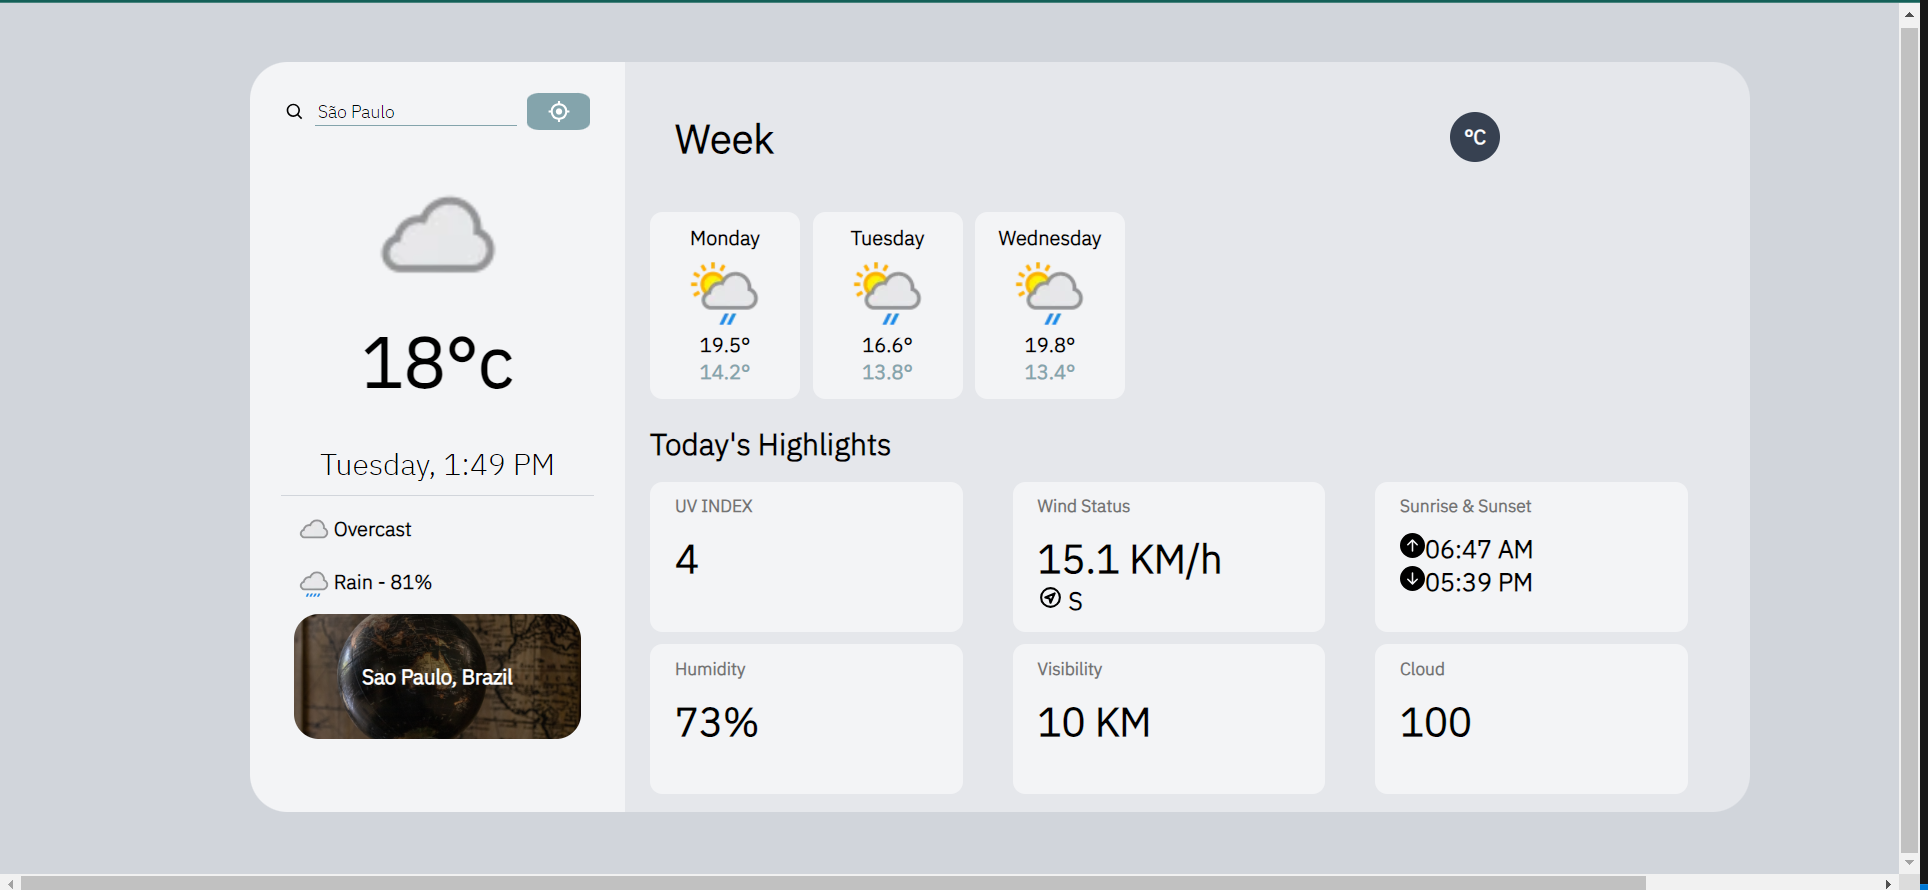 São Paulo
18°c
Tuesday, 1:49 PM
Overcast
Rain - 81%
Sao Paulo, Brazil
Week
°C
Monday
19.5°
14.2°
Tuesday
16.6°
13.8°
Wednesday
19.8°
13.4°
Today's Highlights
UV INDEX
4
Wind Status
15.1 KM/h
S
Sunrise & Sunset
06:47 AM
05:39 PM
Humidity
73%
Visibility
10 KM
Cloud
100